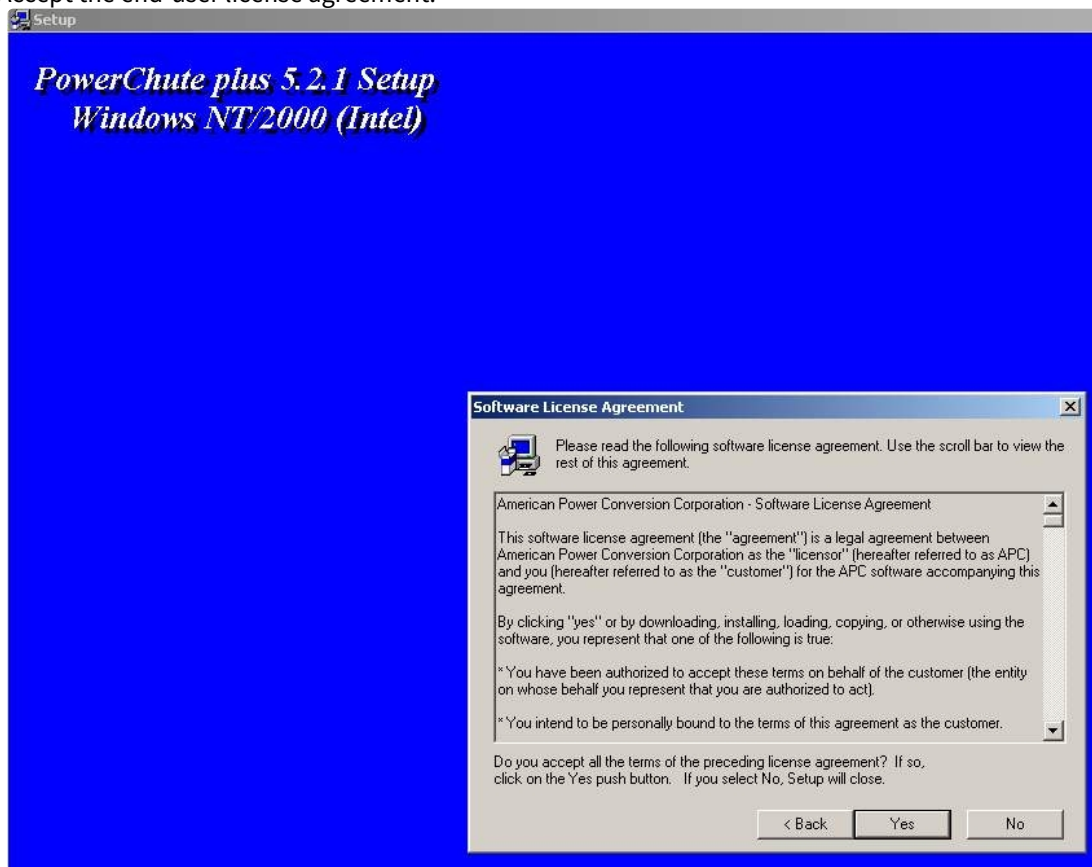 Accept the end-user license agreement.
Setup
PowerChute plus 5.2.1 Setup
Windows NT/2000 (Intel)
Software License Agreement
Please read the following software license agreement. Use the scroll bar to view the
rest of this agreement.
American Power Conversion Corporation - Software License Agreement
This software license agreement (the "agreement") is a legal agreement between
American Power Conversion Corporation as the "licensor" (hereafter referred to as APC)
and you (hereafter referred to as the "customer") for the APC software accompanying this
agreement.
By clicking "yes" or by downloading, installing, loading, copying, or otherwise using the
software, you represent that one of the following is true:
* You have been authorized to accept these terms on behalf of the customer (the entity
on whose behalf you represent that you are authorized to act).
* You intend to be personally bound to the terms of this agreement as the customer.
Do you accept all the terms of the preceding license agreement? If so,
click on the Yes push button. If you select No, Setup will close.
< Back Yes No